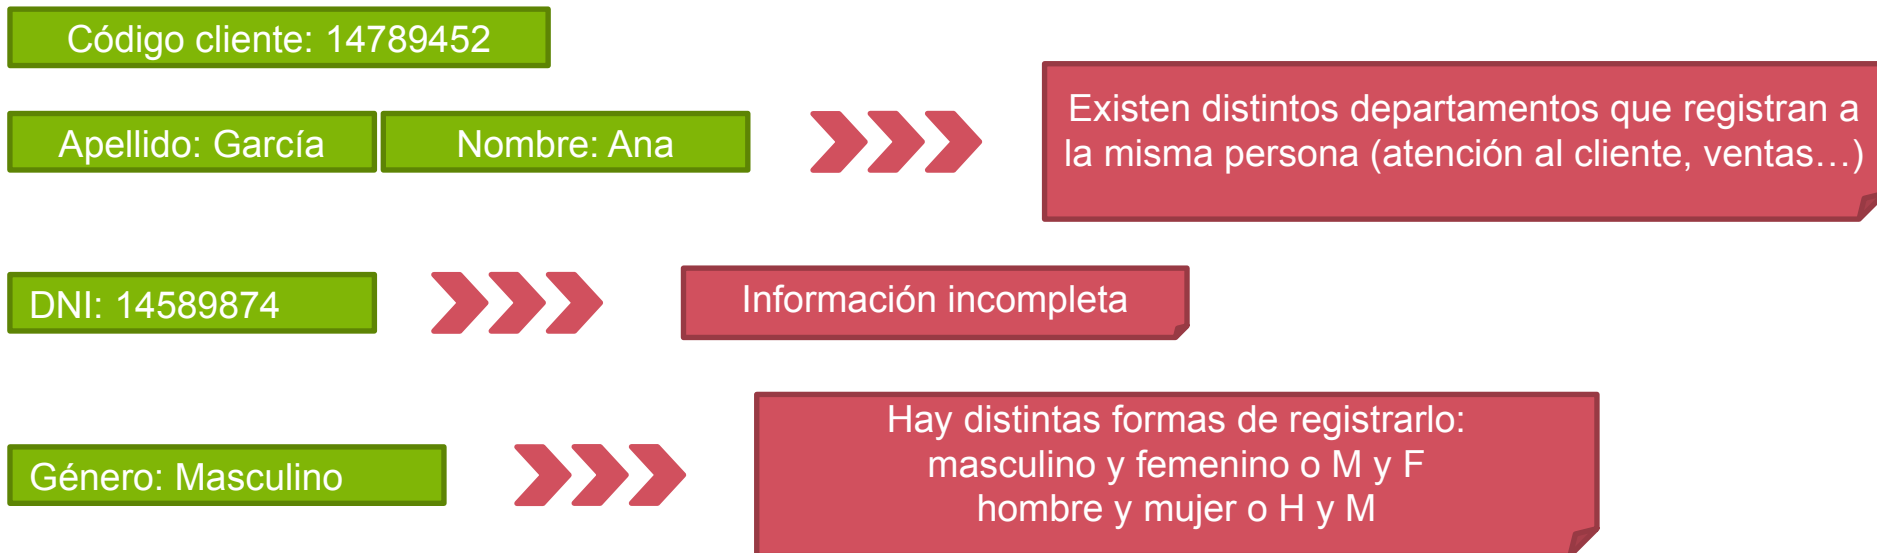 Código cliente: 14789452
Apellido: García
Nombre: Ana
Existen distintos departamentos que registran a
la misma persona (atención al cliente, ventas…)
DNI: 14589874
Información incompleta
Género: Masculino
Hay distintas formas de registrarlo:
masculino y femenino o M y F
hombre y mujer o H y M